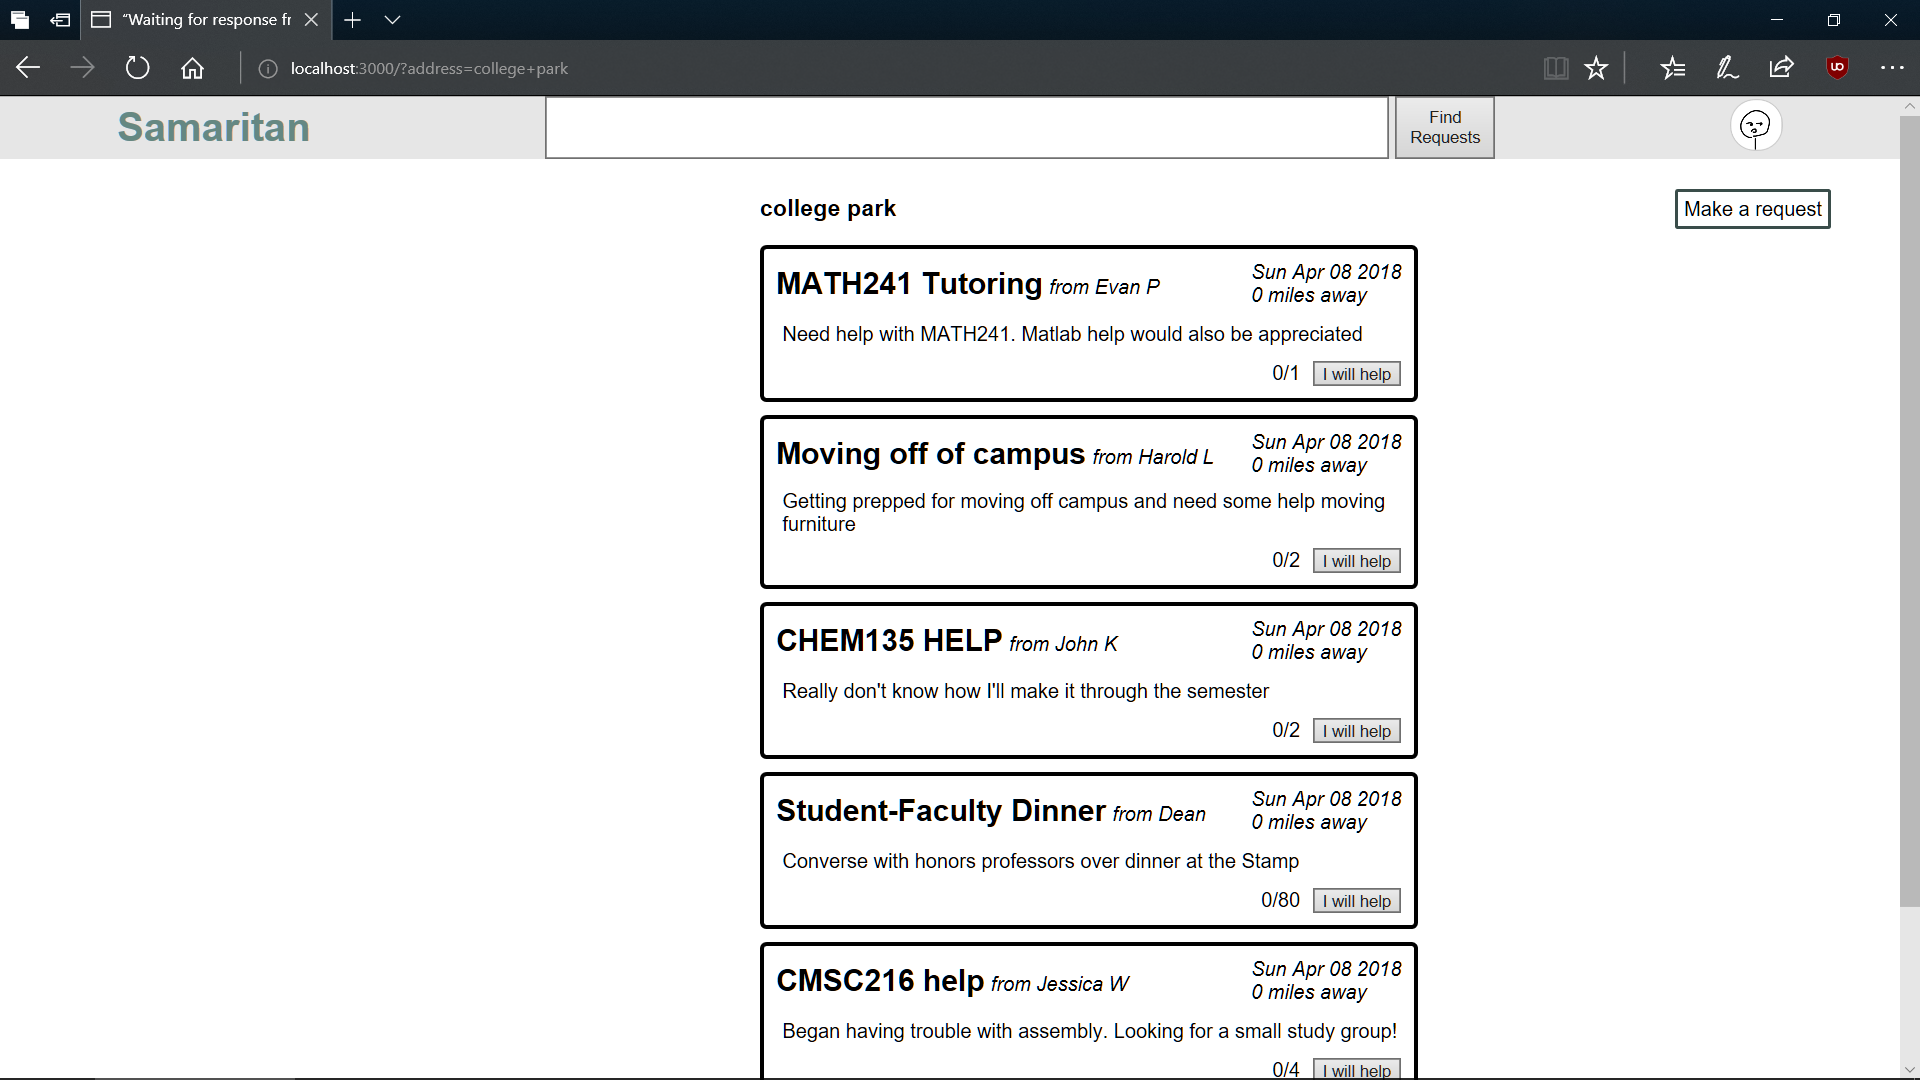 “Waiting for response fr
localhost:3000/?address=college+park
Samaritan
Find
Requests
college park
Make a request
MATH241 Tutoring from Evan P
Sun Apr 08 2018
0 miles away
Need help with MATH241. Matlab help would also be appreciated
0/1 I will help
Moving off of campus from Harold L
Sun Apr 08 2018
0 miles away
Getting prepped for moving off campus and need some help moving
furniture
0/2 I will help
CHEM135 HELP from John K
Sun Apr 08 2018
0 miles away
Really don't know how I'll make it through the semester
0/2 I will help
Student-Faculty Dinner from Dean
Sun Apr 08 2018
0 miles away
Converse with honors professors over dinner at the Stamp
0/80 I will help
CMSC216 help from Jessica W
Sun Apr 08 2018
0 miles away
Began having trouble with assembly. Looking for a small study group!
0/4 I will help